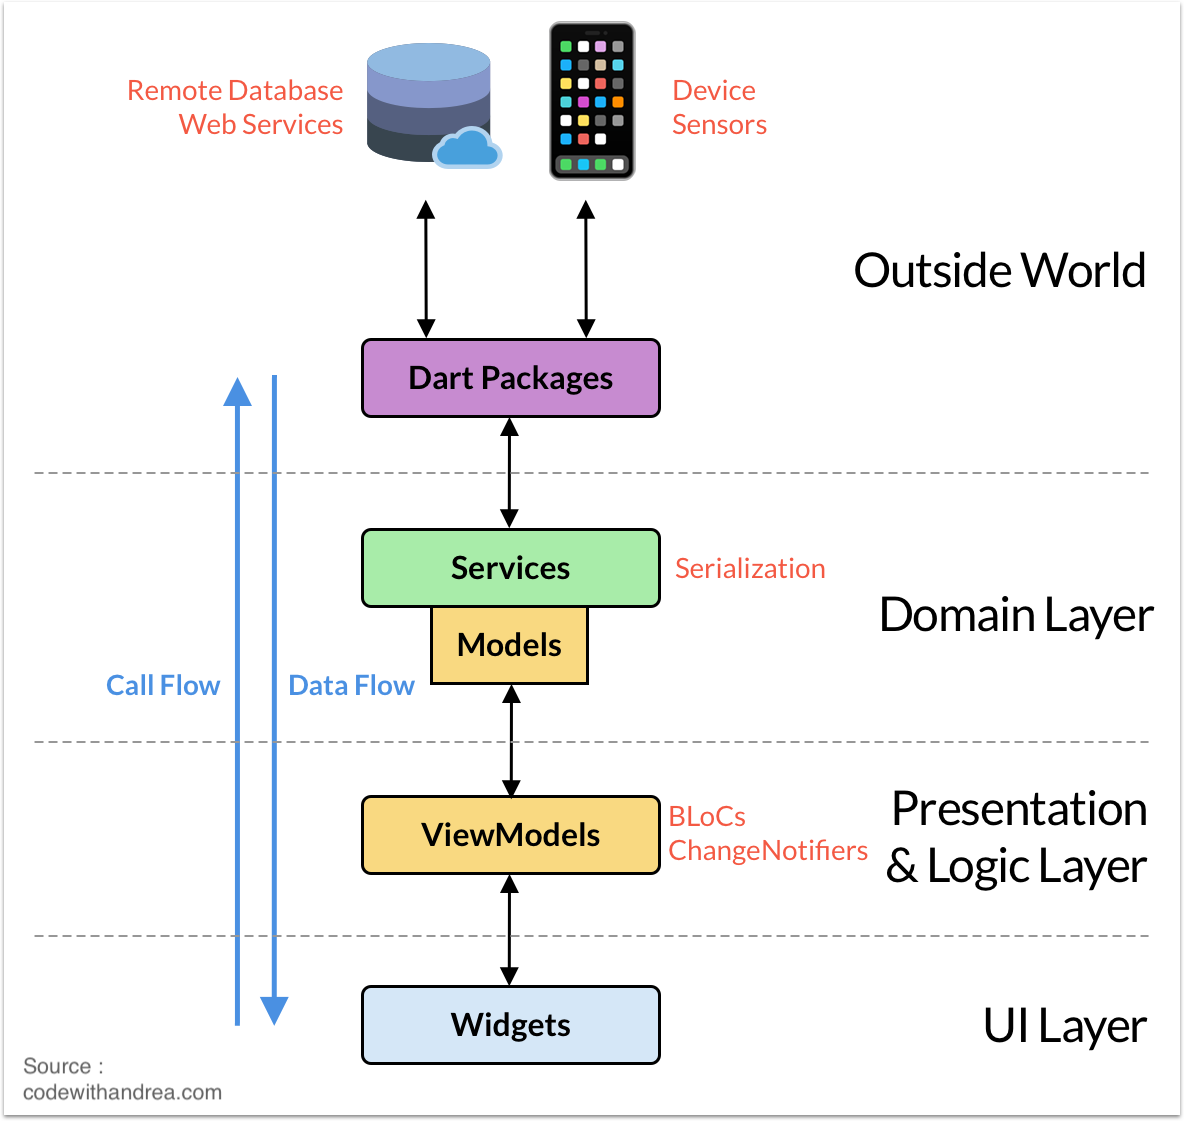 Remote Database
Web Services
Device
Sensors
Outside World
Dart Packages
Services
Serialization
Domain Layer
Models
Call Flow
Data Flow
ViewModels
BLoCs
ChangeNotifiers
Presentation
& Logic Layer
Widgets
UI Layer
Source :
codewithandrea.com